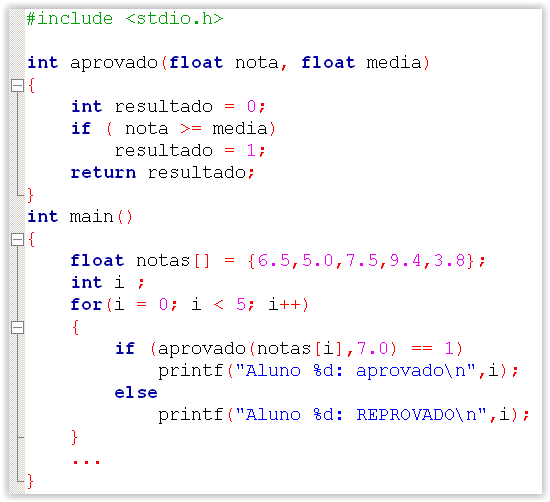 #include <stdio.h>

int aprovado(float nota, float media)
{
    int resultado = 0;
    if ( nota >= media)
        resultado = 1;
    return resultado;
}
int main()
{
    float notas[] = {6.5,5.0,7.5,9.4,3.8};
    int i ;
    for(i = 0; i < 5; i++)
    {
        if (aprovado(notas[i],7.0) == 1)
            printf("Aluno %d: aprovado\n",i);
        else
            printf("Aluno %d: REPROVADO\n",i);
    }
    ...
}